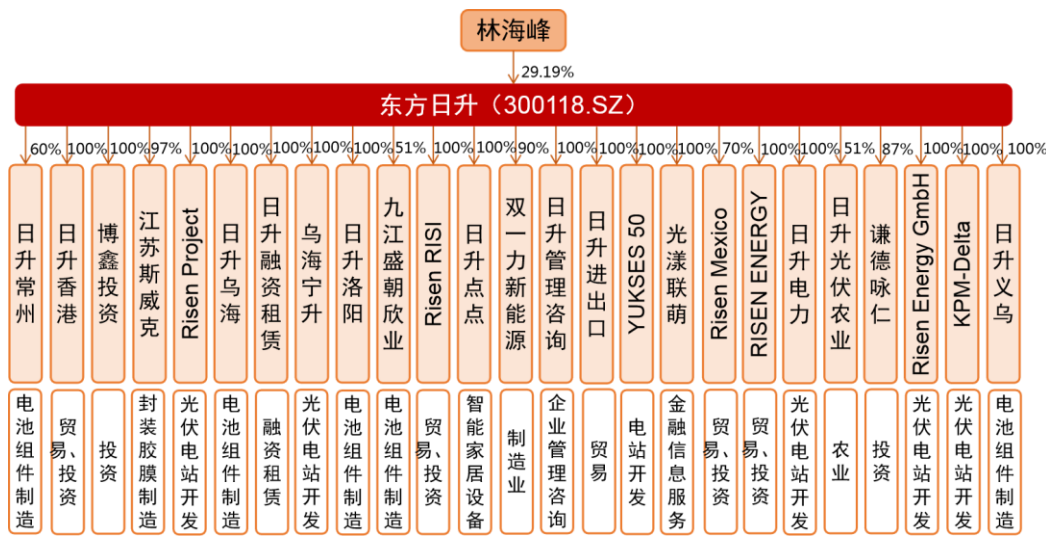 林海峰
29.19%
东方日升（300118.SZ）
60% 100% 100% 97% 100% 100% 100% 100% 100% 51% 100% 100% 90% 100% 100% 100% 100% 70% 100% 100% 51% 87% 100% 100% 100%
日升常州
日升香港
博鑫投资
江苏斯威克
Risen Project
日升乌海
日升融资租赁
乌海宁升
日升洛阳
九江盛朝欣业
Risen RISI
日升点点
双一力新能源
日升管理咨询
日升进出口
YUKSES 50
光漾联萌
Risen Mexico
RISEN ENERGY
日升电力
日升光伏农业
谦德咏仁
Risen Energy GmbH
KPM-Delta
日升义乌
电池组件制造
贸易、投资
投资
封装胶膜制造
光伏电站开发
电池组件制造
融资租赁
光伏电站开发
电池组件制造
电池组件制造
贸易、投资
智能家居设备
制造业
企业管理咨询
贸易
电站开发
金融信息服务
贸易、投资
贸易、投资
光伏电站开发
农业
投资
光伏电站开发
光伏电站开发
电池组件制造